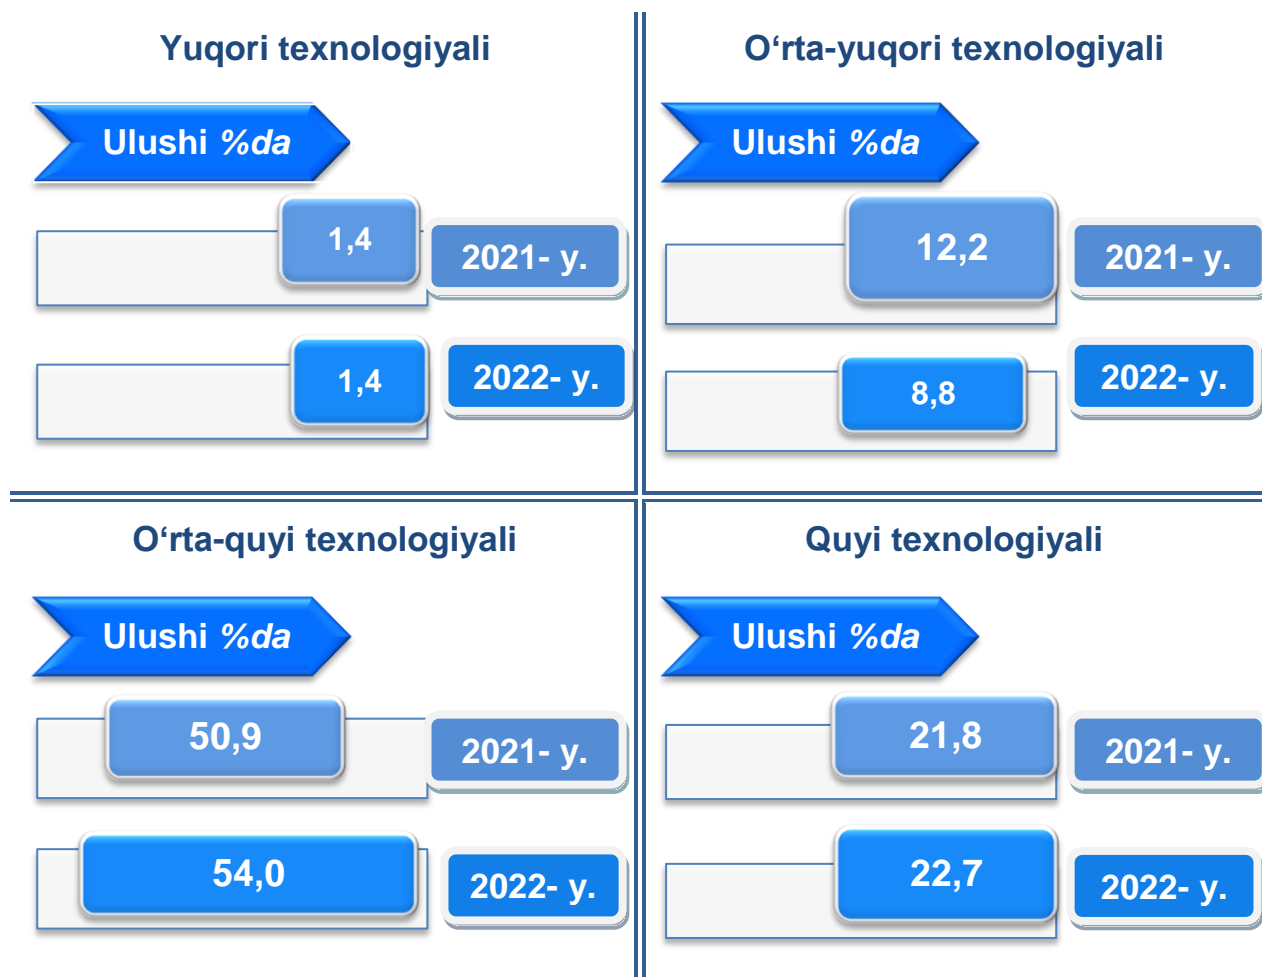 Yuqori texnologiyali
Ulushi %da
1,4
2021- y.
1,4
2022- y.
O‘rta-yuqori texnologiyali
Ulushi %da
12,2
2021- y.
8,8
2022- y.
O‘rta-quyi texnologiyali
Ulushi %da
50,9
2021- y.
54,0
2022- y.
Quyi texnologiyali
Ulushi %da
21,8
2021- y.
22,7
2022- y.